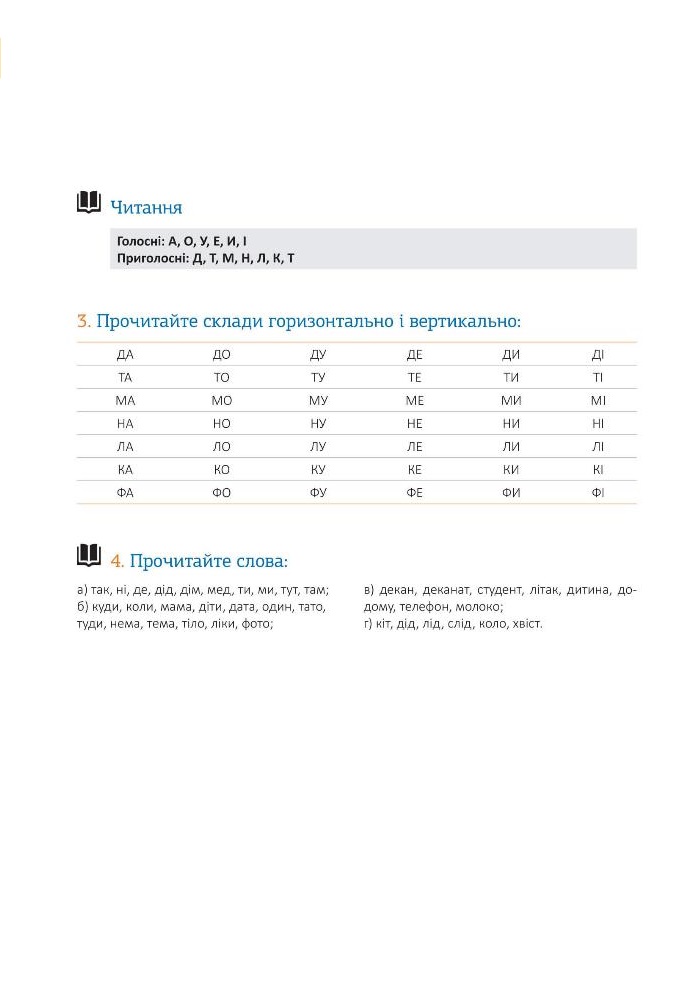 Читання
Голосні: А, О, У, Е, И, І
Приголосні: Д, Т, М, Н, Л, К, Т
3. Прочитайте склади горизонтально і вертикально:
ДА ДО ДУ ДЕ ДИ ДІ
ТА ТО ТУ ТЕ ТИ ТІ
МА МО МУ МЕ МИ МІ
НА НО НУ НЕ НИ НІ
ЛА ЛО ЛУ ЛЕ ЛИ ЛІ
КА КО КУ КЕ КИ КІ
ФА ФО ФУ ФЕ ФИ ФІ
4. Прочитайте слова:
а) так, ні, де, дід, дім, мед, ти, ми, тут, там;
б) куди, коли, мама, діти, дата, один, тато,
туди, нема, тема, тіло, ліки, фото;
в) декан, деканат, студент, літак, дитина, до-
дому, телефон, молоко;
г) кіт, дід, лід, слід, коло, хвіст.